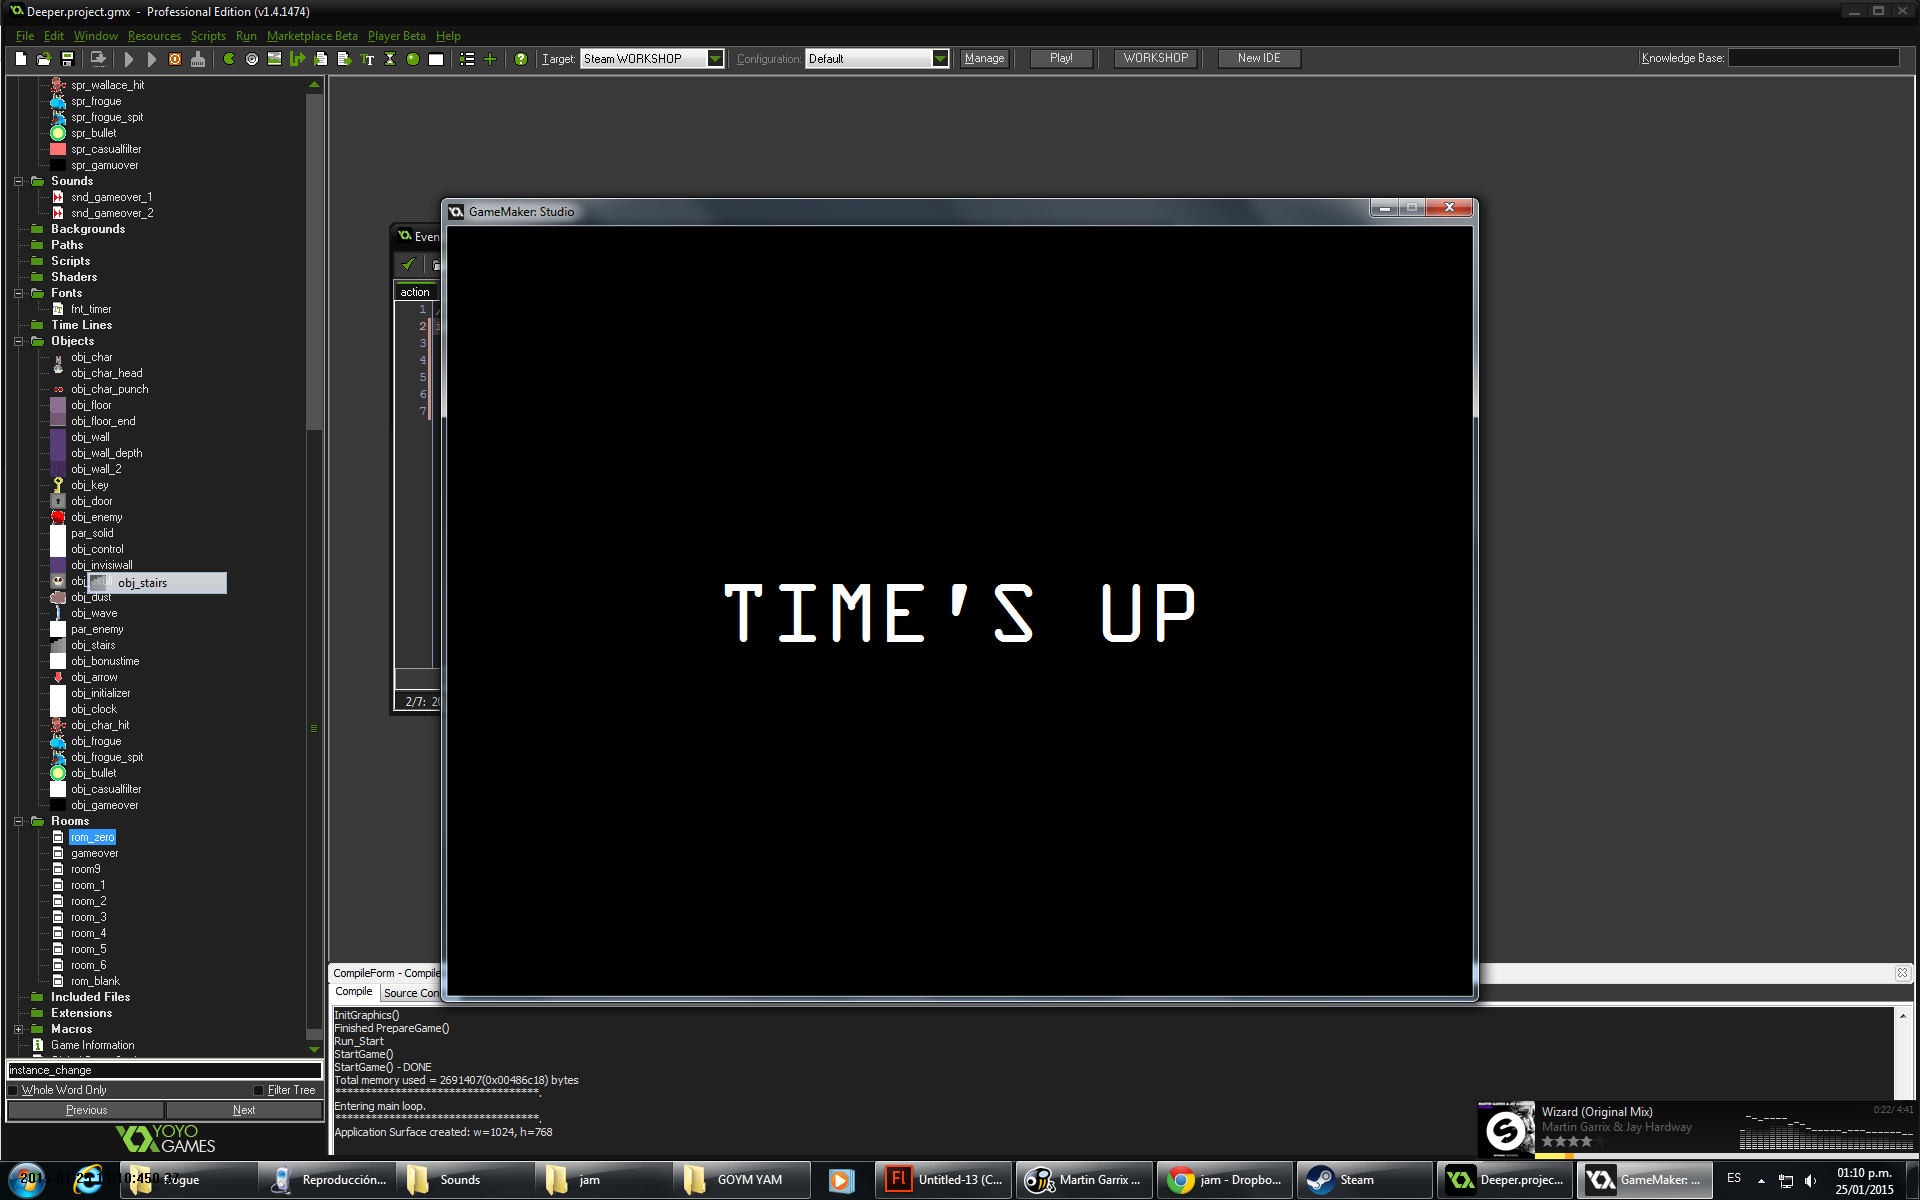 Deeper.project.gmx - Professional Edition (v1.4.1474)
File Edit Window Resources Scripts Run Marketplace Beta Player Beta Help
Target: Steam WORKSHOP Configuration: Default Manage Play! WORKSHOP New IDE Knowledge Base:
spr_wallace_hit
spr_frogue
spr_frogue_spit
spr_bullet
spr_casualfilter
spr_gamuover
Sounds
snd_gameover_1
snd_gameover_2
Backgrounds
Paths
Scripts
Shaders
Fonts
fnt_timer
Time Lines
Objects
obj_char
obj_char_head
obj_char_punch
obj_floor
obj_floor_end
obj_wall
obj_wall_depth
obj_wall_2
obj_key
obj_door
obj_enemy
par_solid
obj_control
obj_invisiwall
obj_stairs
obj_dust
obj_wave
par_enemy
obj_stairs
obj_bonustime
obj_arrow
obj_initializer
obj_clock
obj_char_hit
obj_frogue
obj_frogue_spit
obj_bullet
obj_casualfilter
obj_gameover
Rooms
rom_zero
gameover
room9
room_1
room_2
room_3
room_4
room_5
room_6
rom_blank
Included Files
Extensions
Macros
Game Information
instance_change
Whole Word Only Filter Tree
Previous Next
YOYO
GAMES
Even
action
1
2
3
4
5
6
7
2/7: 2
GameMaker: Studio
TIME'S UP
CompileForm - Compile
Compile Source Con
InitGraphics()
Finished PrepareGame()
Run_Start
StartGame()
StartGame() - DONE
Total memory used = 2691407(0x00486c18) bytes
***********************************.
Entering main loop.
***********************************.
Application Surface created: w=1024, h=768
Wizard (Original Mix) 0:22/ 4:41
Martin Garrix & Jay Hardway
Reproducción... Sounds jam GOYM YAM Untitled-13 (C... Martin Garrix ... jam - Dropbo... Steam Deeper.projec... GameMaker: ... ES
01:10 p.m.
25/01/2015